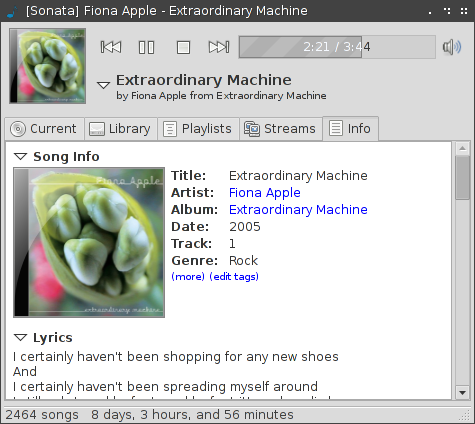 [Sonata] Fiona Apple - Extraordinary Machine
2:21 / 3:44
Extraordinary Machine
by Fiona Apple from Extraordinary Machine
Current Library Playlists Streams Info
Song Info
Fiona Apple
extraordinary machine
Title: Extraordinary Machine
Artist: Fiona Apple
Album: Extraordinary Machine
Date: 2005
Track: 1
Genre: Rock
(more) (edit tags)
Lyrics
I certainly haven't been shopping for any new shoes
And
I certainly haven't been spreading myself around
2464 songs 8 days, 3 hours, and 56 minutes